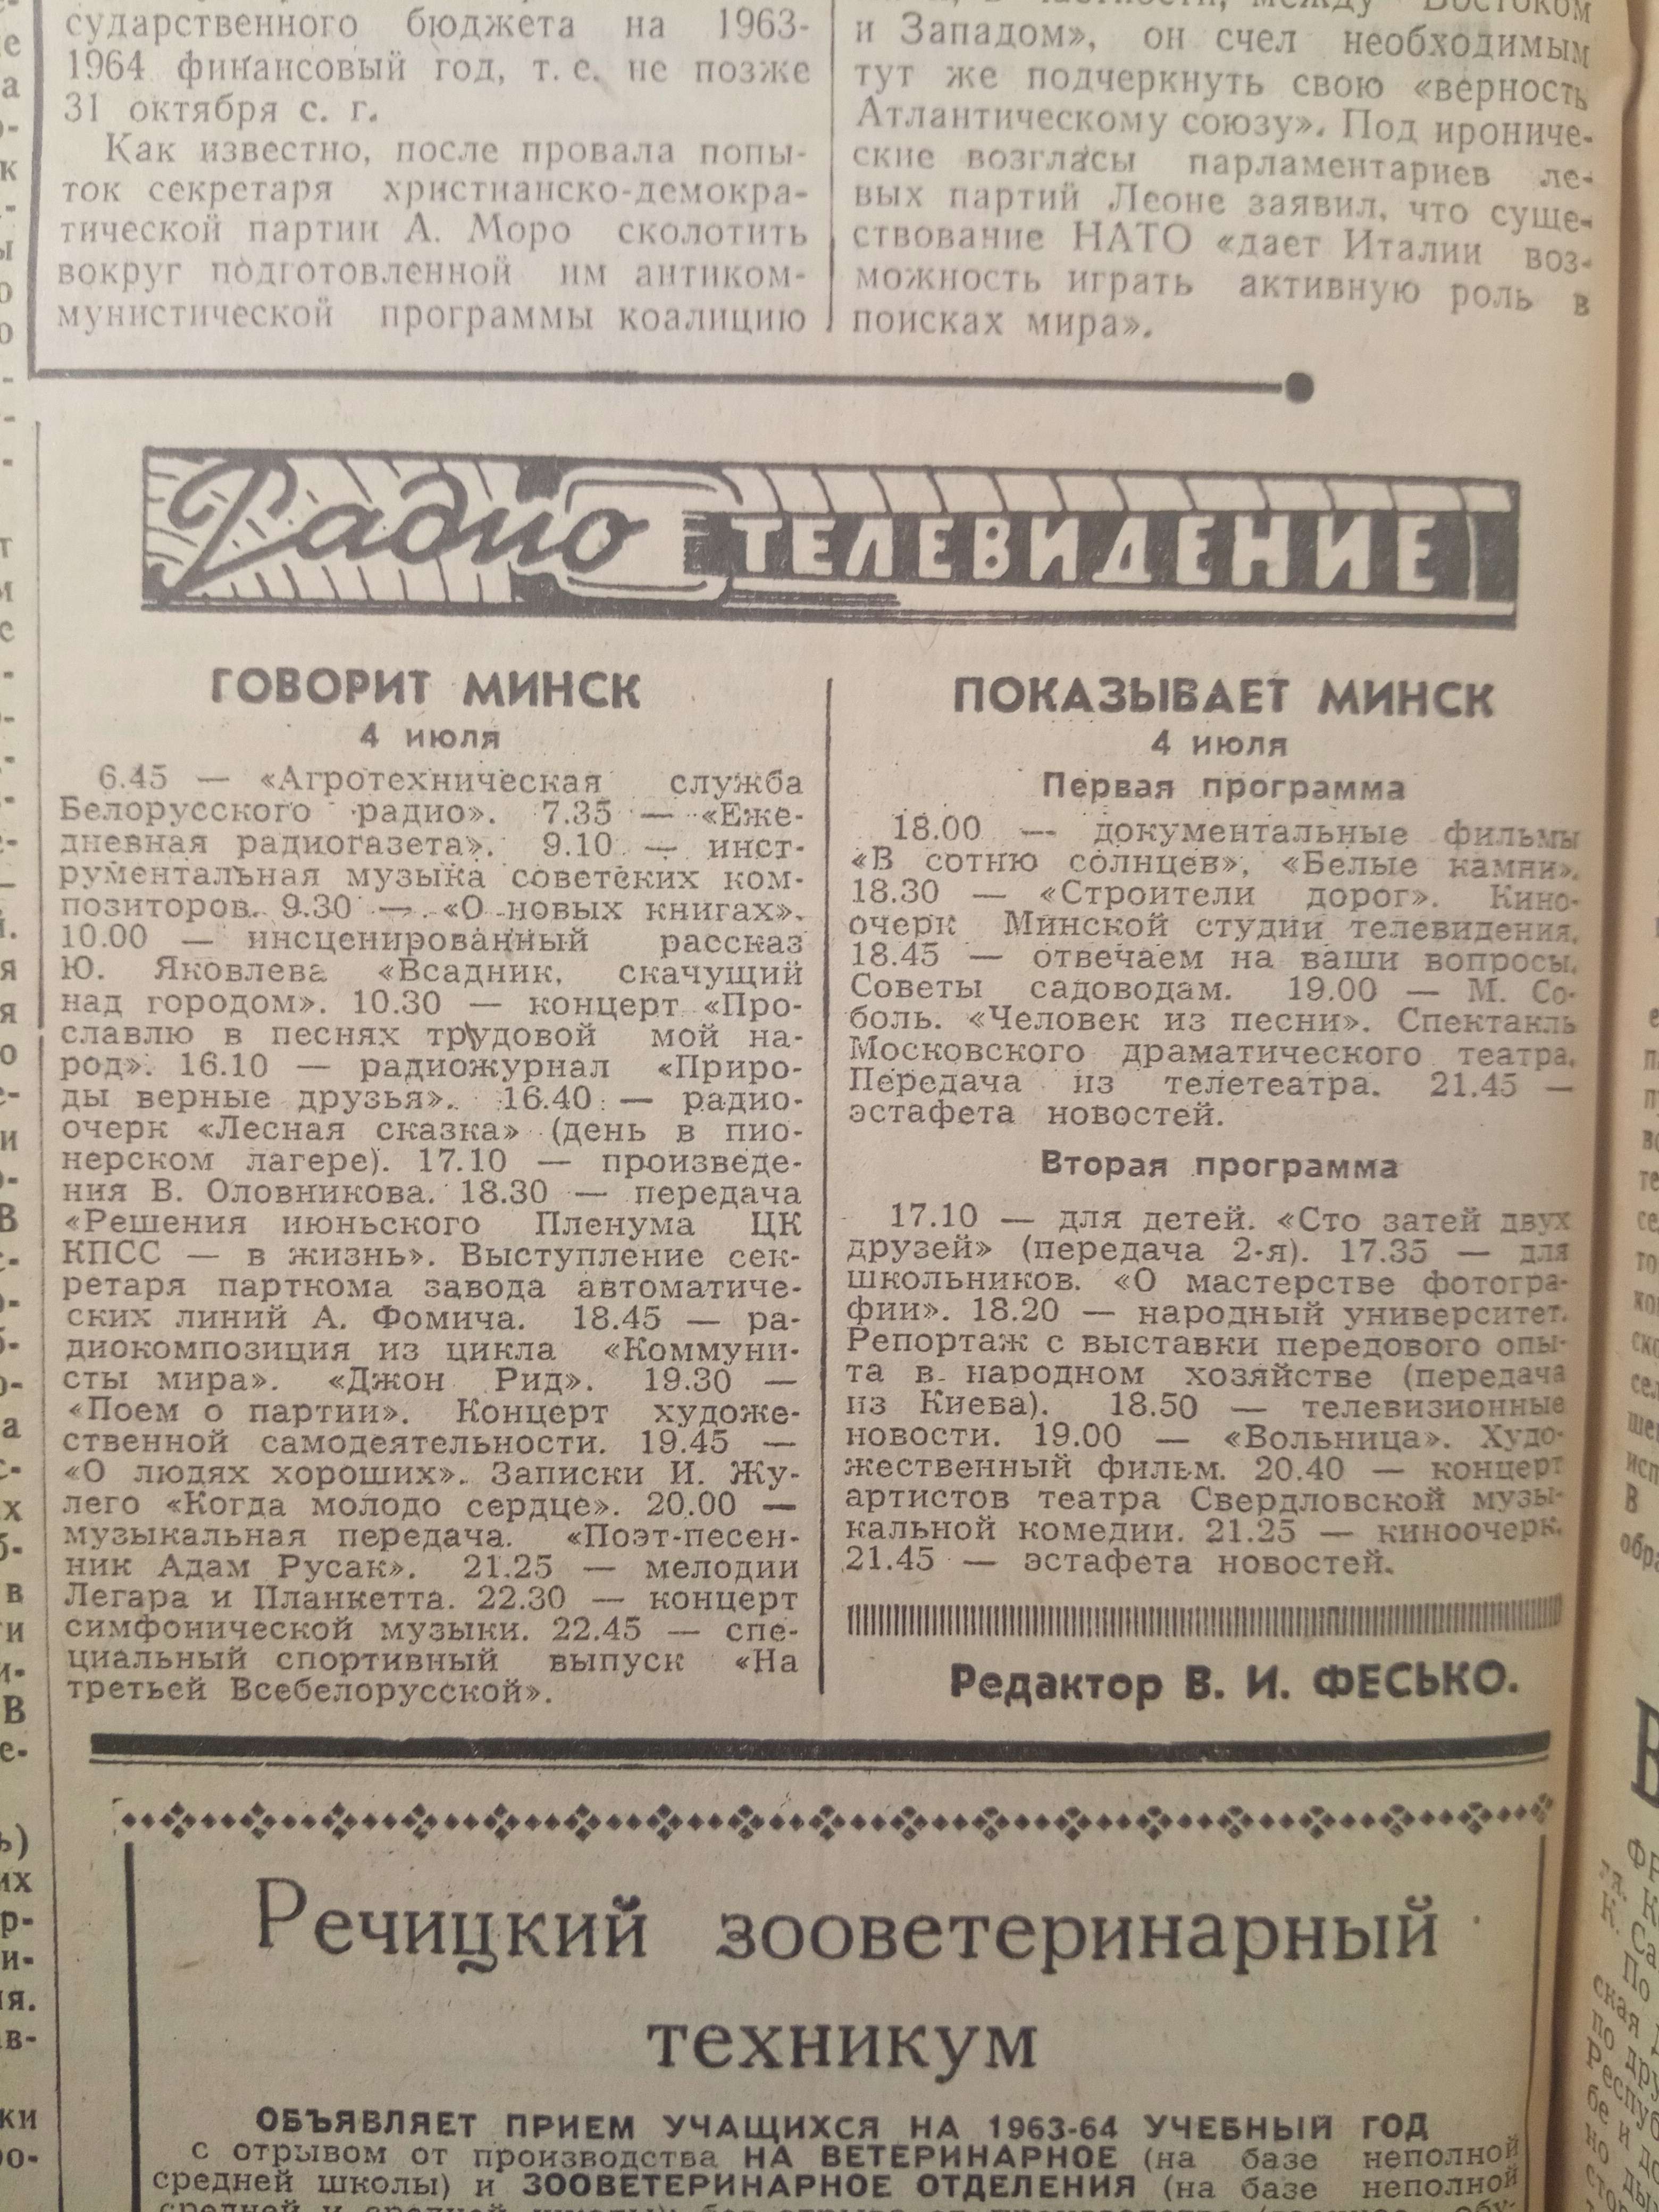 сударственного бюджета на 1963-
1964 финансовый год, т. е. не позже
31 октября с. г.
Как известно, после провала попы-
ток секретаря христианско-демокра-
тической партии А. Моро сколотить
вокруг подготовленной им антиком-
мунистической программы коалицию
и Западом», он счел необходимым
тут же подчеркнуть свою «верность
Атлантическому союзу». Под ирониче-
ские возгласы парламентариев ле-
вых партий Леоне заявил, что суще-
ствование НАТО «дает Италии воз-
можность играть активную роль в
поисках мира».
Радио ТЕЛЕВИДЕНИЕ
ГОВОРИТ МИНСК
4 июля
6.45 — «Агротехническая служба
Белорусского радио». 7.35 — «Еже-
дневная радиогазета». 9.10 — инст-
рументальная музыка советских ком-
позиторов. 9.30 — «О новых книгах».
10.00 — инсценированный рассказ
Ю. Яковлева «Всадник, скачущий
над городом». 10.30 — концерт «Про-
славлю в песнях трудовой мой на-
род». 16.10 — радиожурнал «Приро-
ды верные друзья». 16.40 — радио-
очерк «Лесная сказка» (день в пио-
нерском лагере). 17.10 — произведе-
ния В. Оловникова. 18.30 — передача
«Решения июньского Пленума ЦК
КПСС — в жизнь». Выступление сек-
ретаря парткома завода автоматиче-
ских линий А. Фомича. 18.45 — ра-
диокомпозиция из цикла «Коммуни-
сты мира». «Джон Рид». 19.30 —
«Поем о партии». Концерт художе-
ственной самодеятельности. 19.45 —
«О людях хороших». Записки И. Жу-
лего «Когда молодо сердце». 20.00 —
музыкальная передача. «Поэт-песен-
ник Адам Русак». 21.25 — мелодии
Легара и Планкетта. 22.30 — концерт
симфонической музыки. 22.45 — спе-
циальный спортивный выпуск «На
третьей Всебелорусской».
ПОКАЗЫВАЕТ МИНСК
4 июля
Первая программа
18.00 — документальные фильмы
«В сотню солнцев», «Белые камни».
18.30 — «Строители дорог». Кино-
очерк Минской студии телевидения.
18.45 — отвечаем на ваши вопросы.
Советы садоводам. 19.00 — М. Со-
боль. «Человек из песни». Спектакль
Московского драматического театра.
Передача из телетеатра. 21.45 —
эстафета новостей.
Вторая программа
17.10 — для детей. «Сто затей двух
друзей» (передача 2-я). 17.35 — для
школьников. «О мастерстве фотогра-
фии». 18.20 — народный университет.
Репортаж с выставки передового опы-
та в народном хозяйстве (передача
из Киева). 18.50 — телевизионные
новости. 19.00 — «Вольница». Худо-
жественный фильм. 20.40 — концерт
артистов театра Свердловской музы-
кальной комедии. 21.25 — киноочерк.
21.45 — эстафета новостей.
Редактор В. И. ФЕСЬКО.
Речицкий зооветеринарный
техникум
ОБЪЯВЛЯЕТ ПРИЕМ УЧАЩИХСЯ НА 1963-64 УЧЕБНЫЙ ГОД
с отрывом от производства НА ВЕТЕРИНАРНОЕ (на базе неполной
средней школы) и ЗООВЕТЕРИНАРНОЕ ОТДЕЛЕНИЯ (на базе неполной